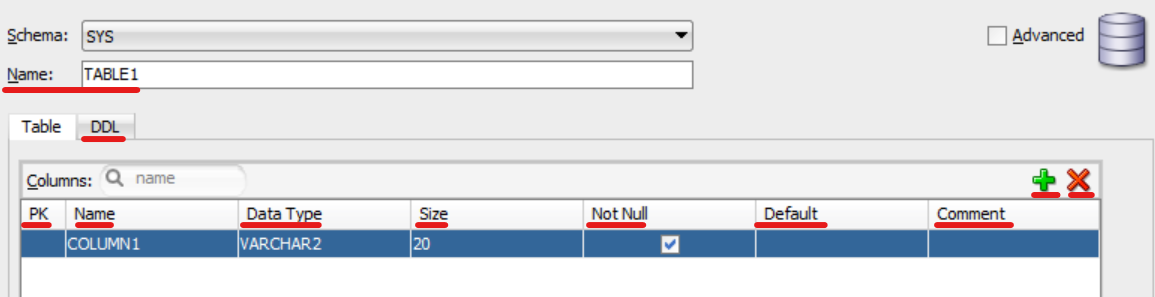 Schema: SYS Advanced
Name: TABLE1
Table DDL
Columns: name
PK Name Data Type Size Not Null Default Comment
COLUMN1 VARCHAR2 20